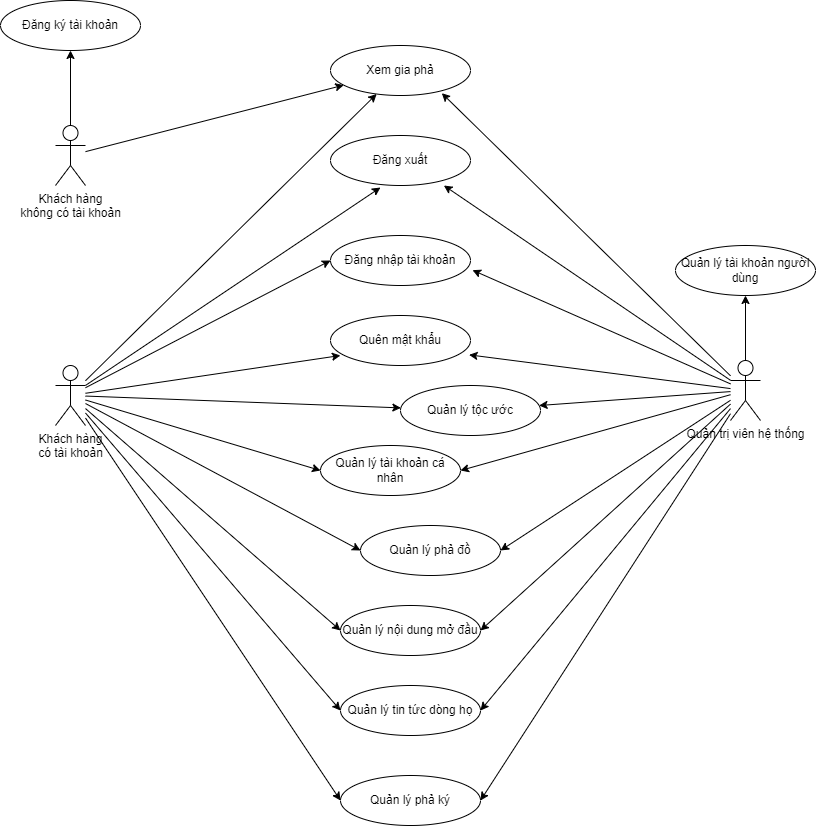 Đăng ký tài khoản
Xem gia phả
Đăng xuất
Khách hàng
không có tài khoản
Đăng nhập tài khoản
Quản lý tài khoản người
dùng
Quên mật khẩu
Quản lý tộc ước
Khách hàng
có tài khoản
Quản trị viên hệ thống
Quản lý tài khoản cá
nhân
Quản lý phả đồ
Quản lý nội dung mở đầu
Quản lý tin tức dòng họ
Quản lý phả ký